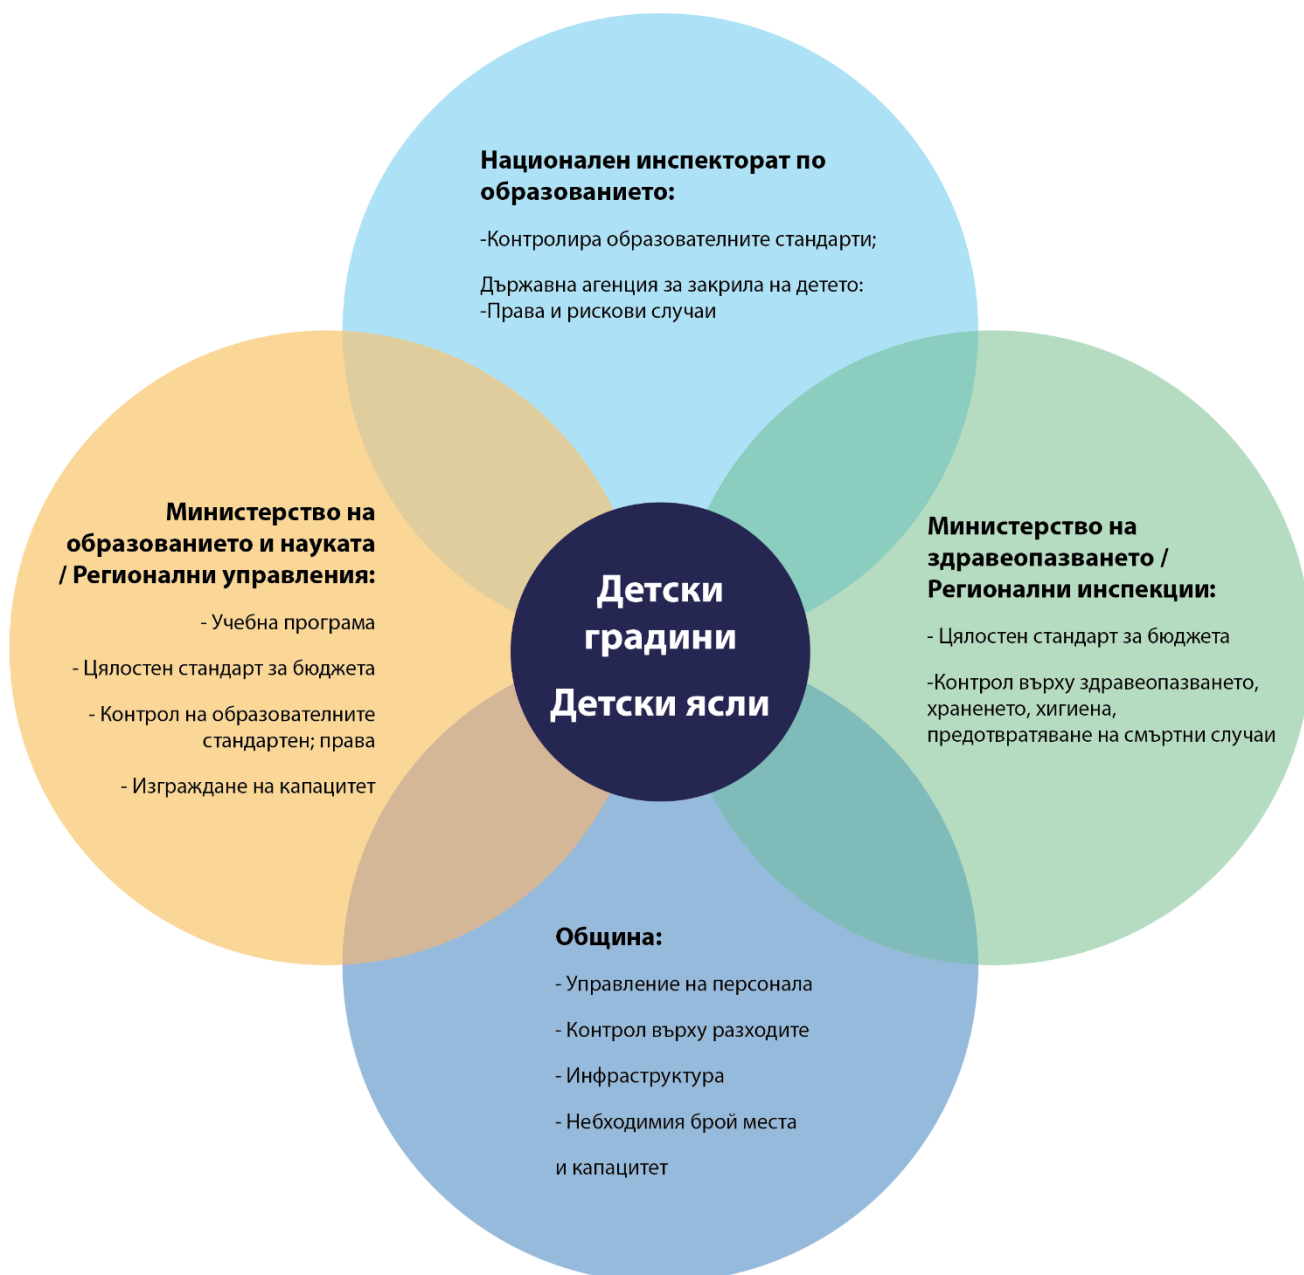 Национален инспекторат по
образованието:
-Контролира образователните стандарти;
Държавна агенция за закрила на детето:
-Права и рискови случаи
Министерство на
образованието и науката
/ Регионални управления:
- Учебна програма
- Цялостен стандарт за бюджета
- Контрол на образователните
стандартен; права
- Изграждане на капацитет
Детски
градини
Детски ясли
Министерство на
здравеопазването /
Регионални инспекции:
- Цялостен стандарт за бюджета
-Контрол върху здравеопазването,
храненето, хигиена,
предотвратяване на смъртни случаи
Община:
- Управление на персонала
- Контрол върху разходите
- Инфраструктура
- Небходимия брой места
и капацитет